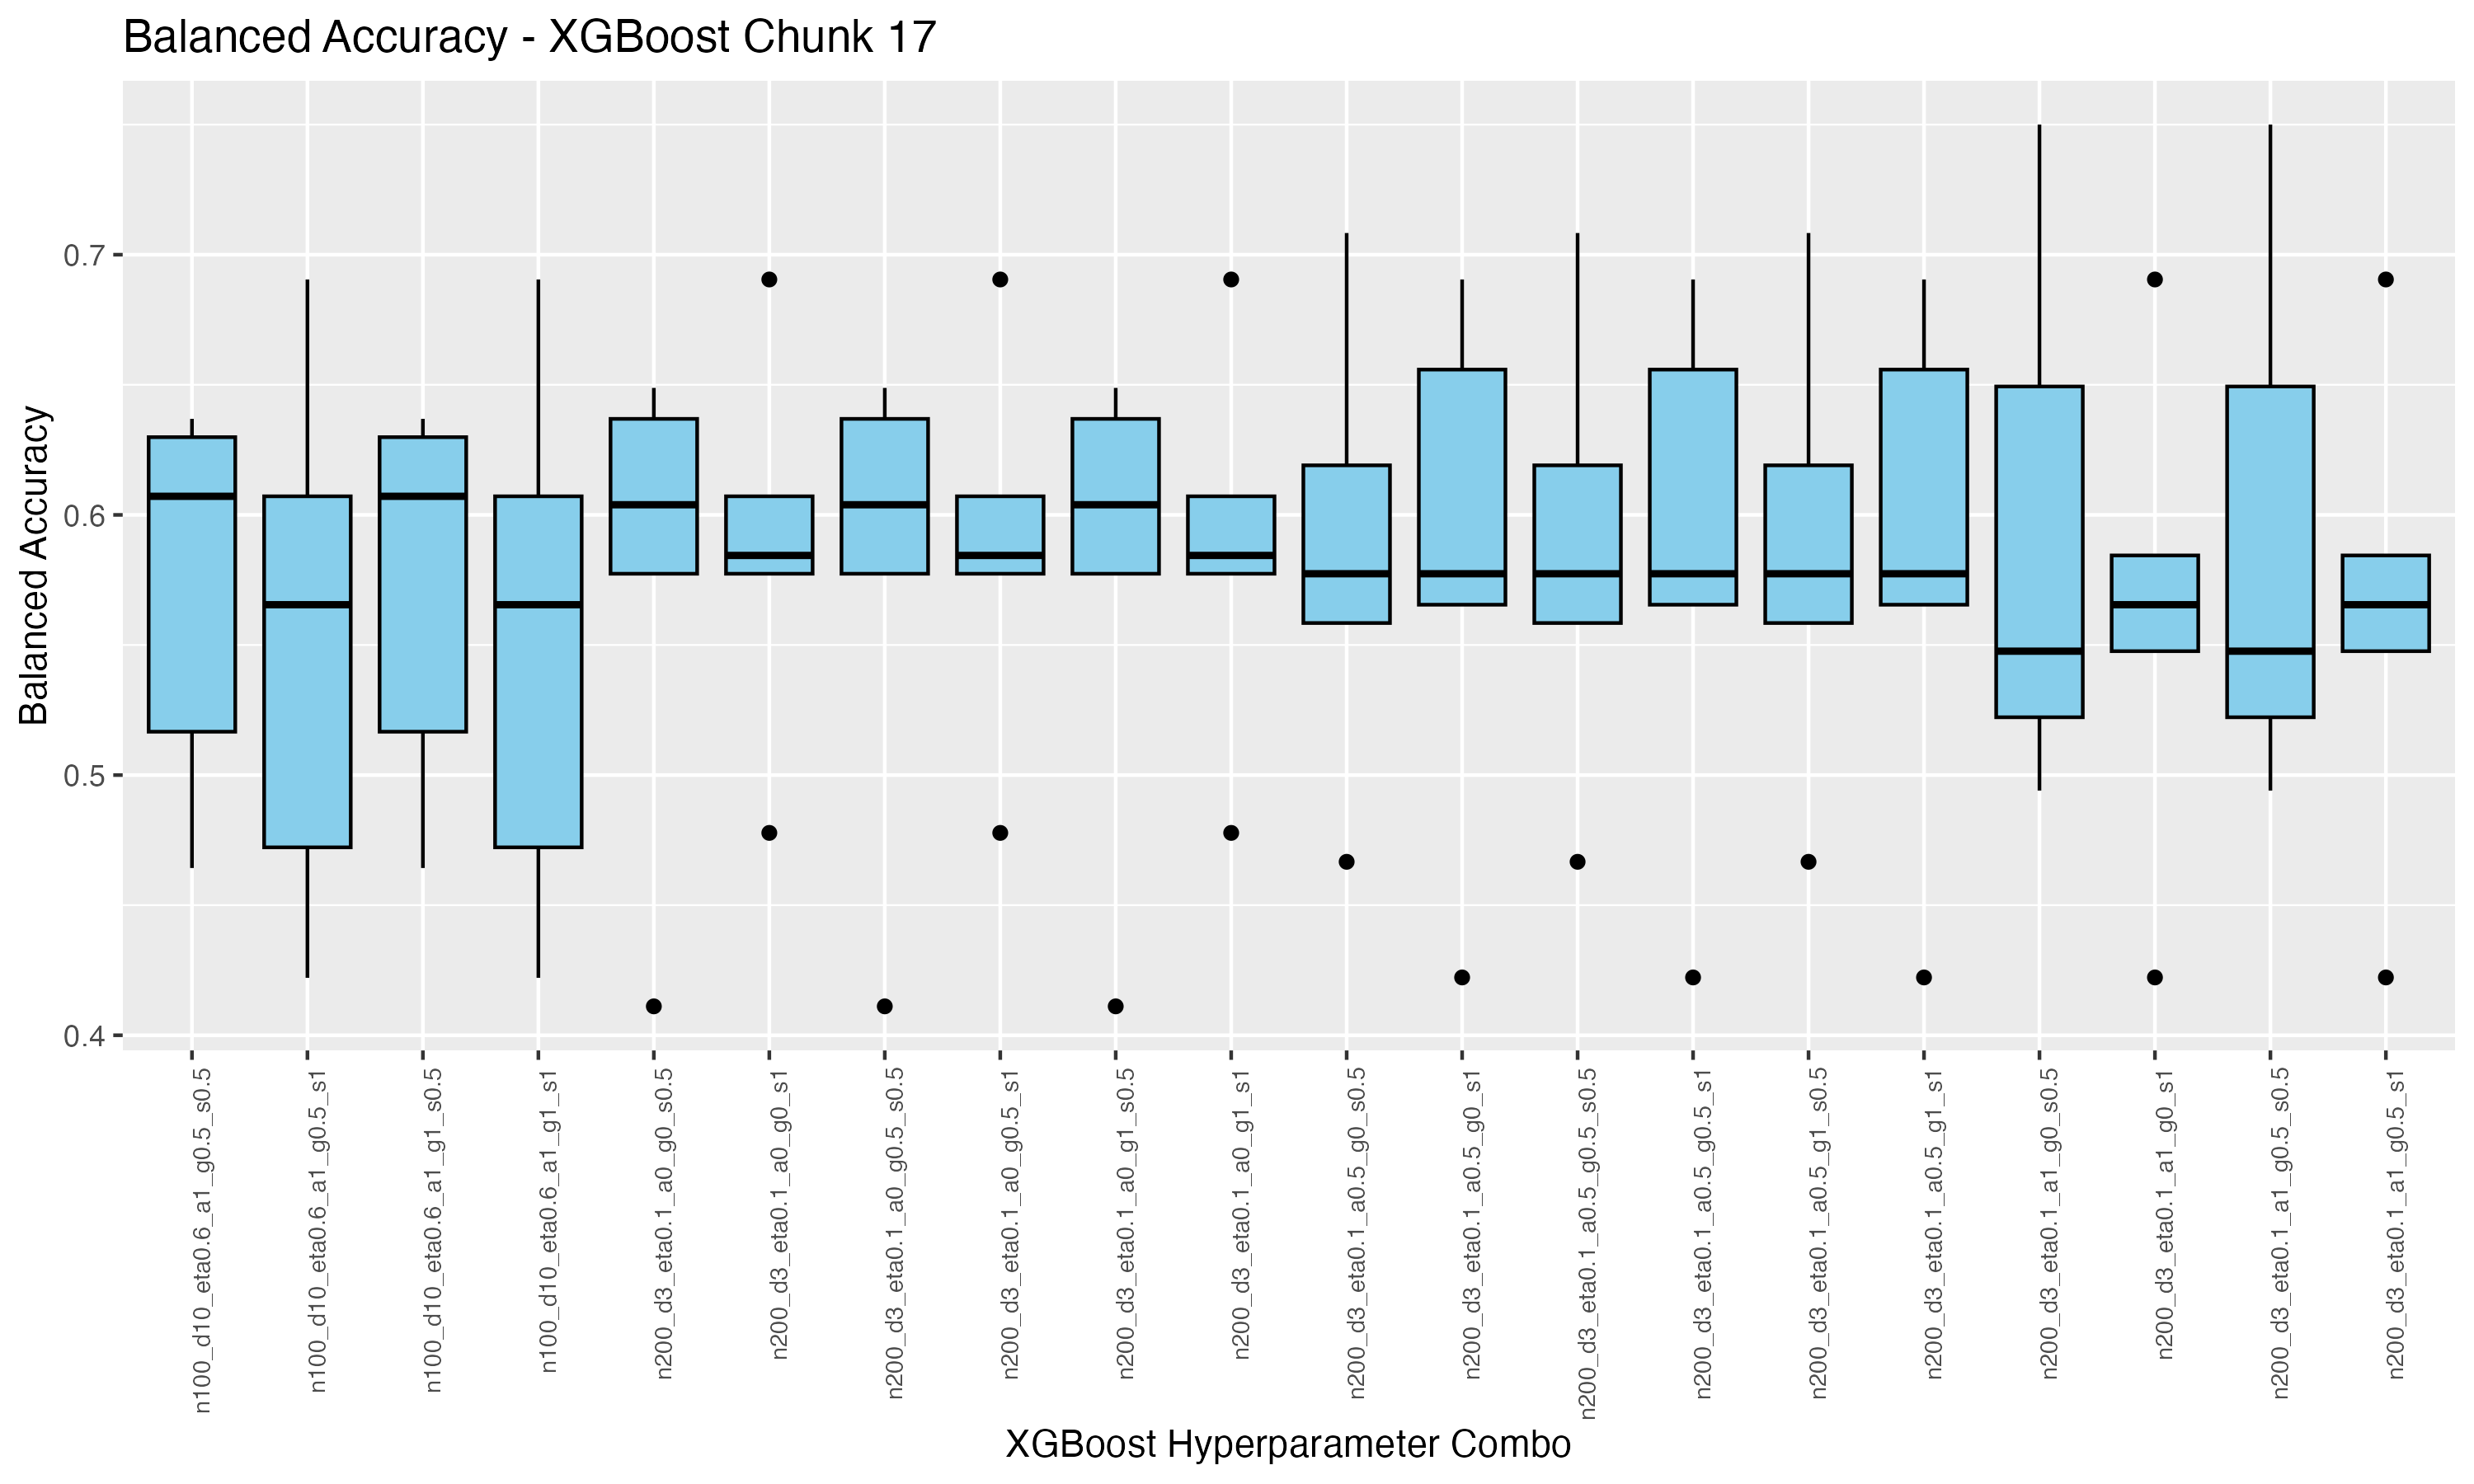 Balanced Accuracy - XGBoost Chunk 17
Balanced Accuracy
0.7
0.6
0.5
0.4
n100_d10_eta0.6_a1_g0.5_s0.5
n100_d10_eta0.6_a1_g0.5_s1
n100_d10_eta0.6_a1_g1_s0.5
n100_d10_eta0.6_a1_g1_s1
n200_d3_eta0.1_a0_g0_s0.5
n200_d3_eta0.1_a0_g0_s1
n200_d3_eta0.1_a0_g0.5_s0.5
n200_d3_eta0.1_a0_g0.5_s1
n200_d3_eta0.1_a0_g1_s0.5
n200_d3_eta0.1_a0_g1_s1
n200_d3_eta0.1_a0.5_g0_s0.5
n200_d3_eta0.1_a0.5_g0_s1
n200_d3_eta0.1_a0.5_g0.5_s0.5
n200_d3_eta0.1_a0.5_g0.5_s1
n200_d3_eta0.1_a0.5_g1_s0.5
n200_d3_eta0.1_a0.5_g1_s1
n200_d3_eta0.1_a1_g0_s0.5
n200_d3_eta0.1_a1_g0_s1
n200_d3_eta0.1_a1_g0.5_s0.5
n200_d3_eta0.1_a1_g0.5_s1
XGBoost Hyperparameter Combo